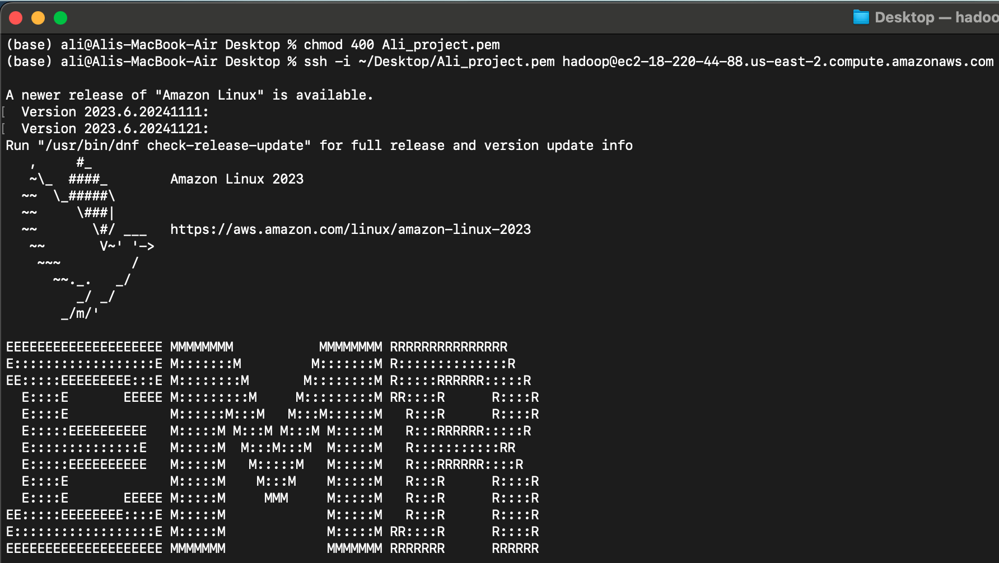 Desktop — hadoo
(base) ali@Alis-MacBook-Air Desktop % chmod 400 Ali_project.pem
(base) ali@Alis-MacBook-Air Desktop % ssh -i ~/Desktop/Ali_project.pem hadoop@ec2-18-220-44-88.us-east-2.compute.amazonaws.com

A newer release of "Amazon Linux" is available.
[  Version 2023.6.20241111:
[  Version 2023.6.20241121:
Run "/usr/bin/dnf check-release-update" for full release and version update info
   ,     #_
   ~\_  ####_        Amazon Linux 2023
  ~~  \_#####\
  ~~     \###|
  ~~       \#/ ___   https://aws.amazon.com/linux/amazon-linux-2023
   ~~       V~' '->
    ~~~         /
      ~~._.   _/
         _/ _/
       _/m/'

EEEEEEEEEEEEEEEEEEEE MMMMMMMM           MMMMMMMM RRRRRRRRRRRRRRR
E::::::::::::::::::E M:::::::M         M:::::::M R::::::::::::::R
EE:::::EEEEEEEEE:::E M::::::::M       M::::::::M R:::::RRRRRR:::::R
  E::::E       EEEEE M:::::::::M     M:::::::::M RR::::R      R::::R
  E::::E             M::::::M:::M   M:::M::::::M   R:::R      R::::R
  E:::::EEEEEEEEEE   M:::::M M:::M M:::M M:::::M   R:::RRRRRR:::::R
  E::::::::::::::E   M:::::M  M:::M:::M  M:::::M   R:::::::::::RR
  E:::::EEEEEEEEEE   M:::::M   M:::::M   M:::::M   R:::RRRRRR::::R
  E::::E             M:::::M    M:::M    M:::::M   R:::R      R::::R
  E::::E       EEEEE M:::::M     MMM     M:::::M   R:::R      R::::R
EE:::::EEEEEEEE::::E M:::::M             M:::::M   R:::R      R::::R
E::::::::::::::::::E M:::::M             M:::::M RR::::R      R::::R
EEEEEEEEEEEEEEEEEEEE MMMMMMM             MMMMMMM RRRRRRR      RRRRRR